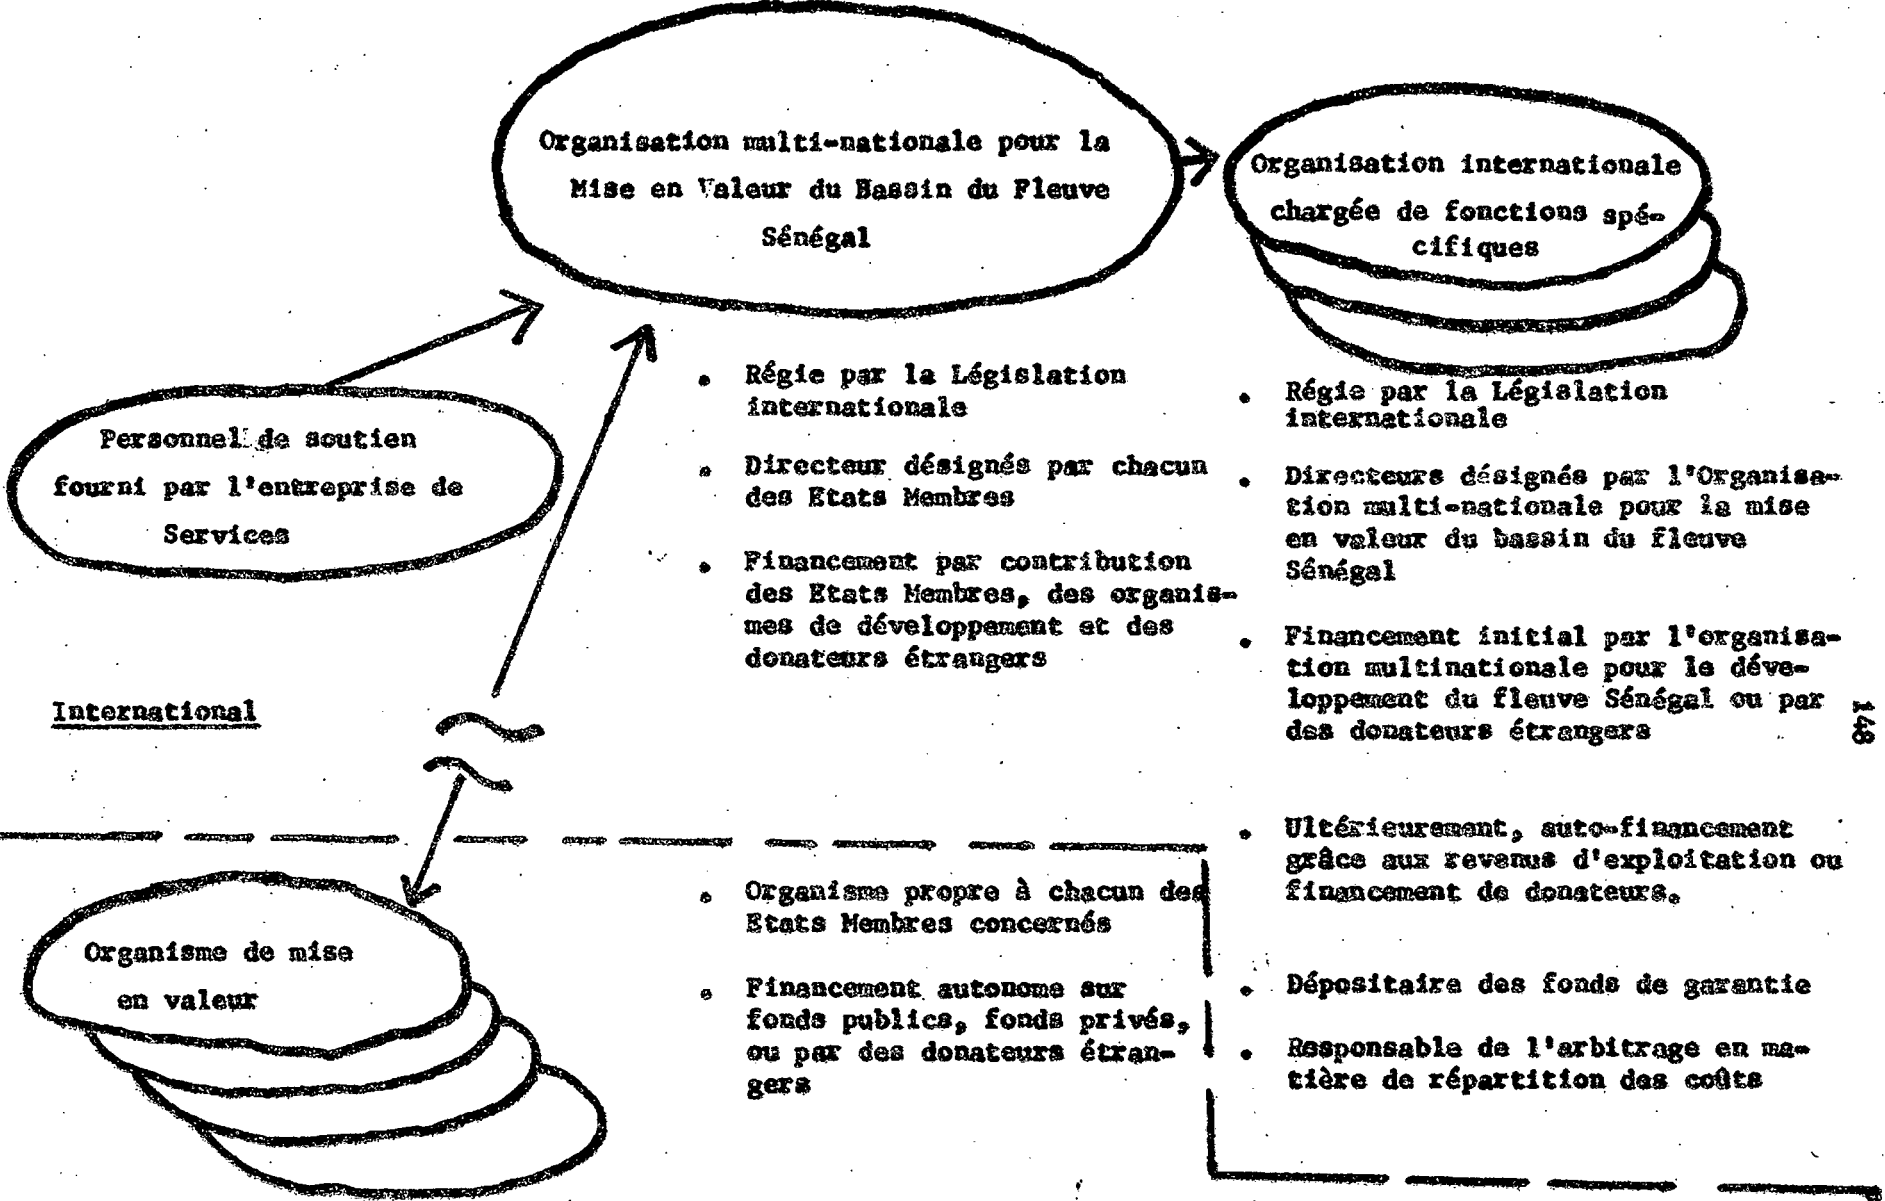 Organisation multi-nationale pour la
Mise en Valeur du Bassin du Fleuve
Sénégal
Organisation internationale
chargée de fonctions spé-
cifiques
Personnel de soutien
fourni par l'entreprise de
Services
• Régie par la Législation
internationale
• Directeur désignés par chacun
des Etats Membres
• Financement par contribution
des Etats Membres, des organis-
mes de développement et des
donateurs étrangers
• Régie par la Législation
internationale
• Directeurs désignés par l'Organisa-
tion multi-nationale pour la mise
en valeur du bassin du fleuve
Sénégal
• Financement initial par l'organisa-
tion multinationale pour le déve-
loppement du fleuve Sénégal ou par
des donateurs étrangers
• Ultérieurement, auto-financement
grâce aux revenus d'exploitation ou
financement de donateurs.
• Dépositaire des fonds de garantie
• Responsable de l'arbitrage en ma-
tière de répartition des coûts
International
148
Organisme de mise
en valeur
• Organisme propre à chacun des
Etats Membres concernés
• Financement autonome sur
fonds publics, fonds privés,
ou par des donateurs étran-
gers